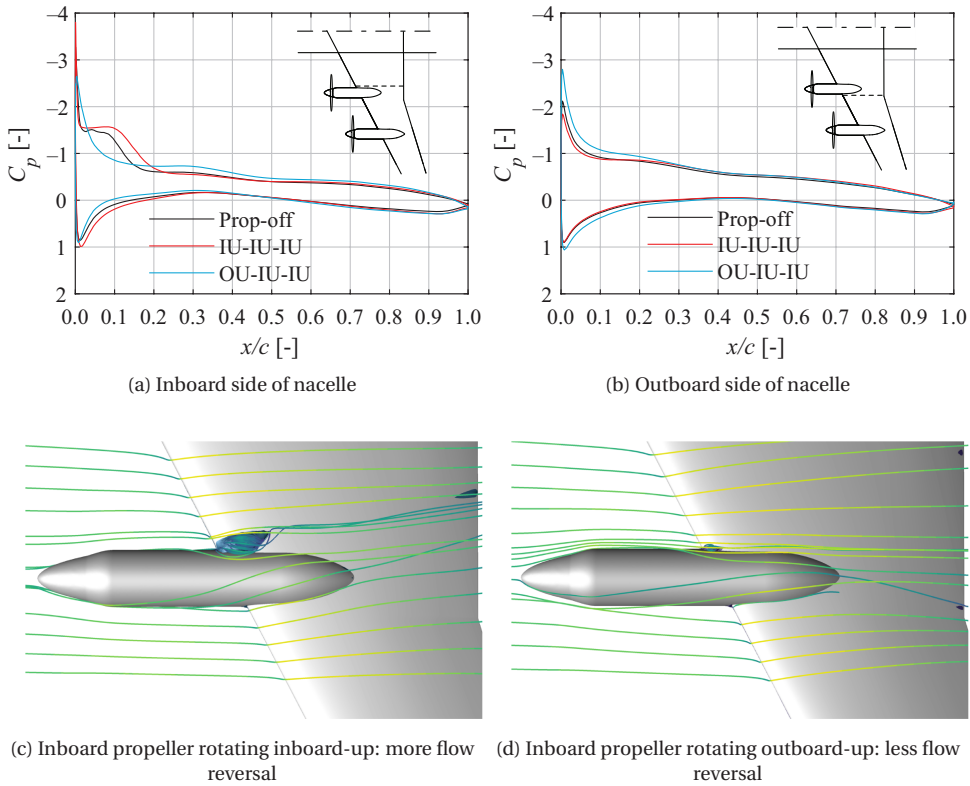 −4
−3
−2
−1
0
1
2
C_p [-]
0.0 0.1 0.2 0.3 0.4 0.5 0.6 0.7 0.8 0.9 1.0
x/c [-]
Prop-off
IU-IU-IU
OU-IU-IU
(a) Inboard side of nacelle
−4
−3
−2
−1
0
1
2
C_p [-]
0.0 0.1 0.2 0.3 0.4 0.5 0.6 0.7 0.8 0.9 1.0
x/c [-]
Prop-off
IU-IU-IU
OU-IU-IU
(b) Outboard side of nacelle
(c) Inboard propeller rotating inboard-up: more flow
reversal
(d) Inboard propeller rotating outboard-up: less flow
reversal